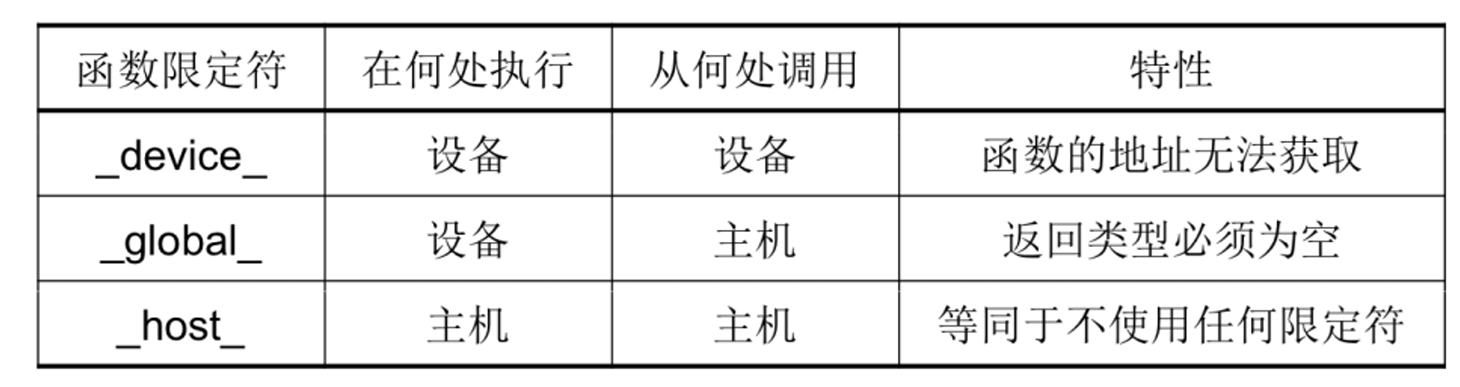 函数限定符 在何处执行 从何处调用 特性
_device_ 设备 设备 函数的地址无法获取
_global_ 设备 主机 返回类型必须为空
_host_ 主机 主机 等同于不使用任何限定符